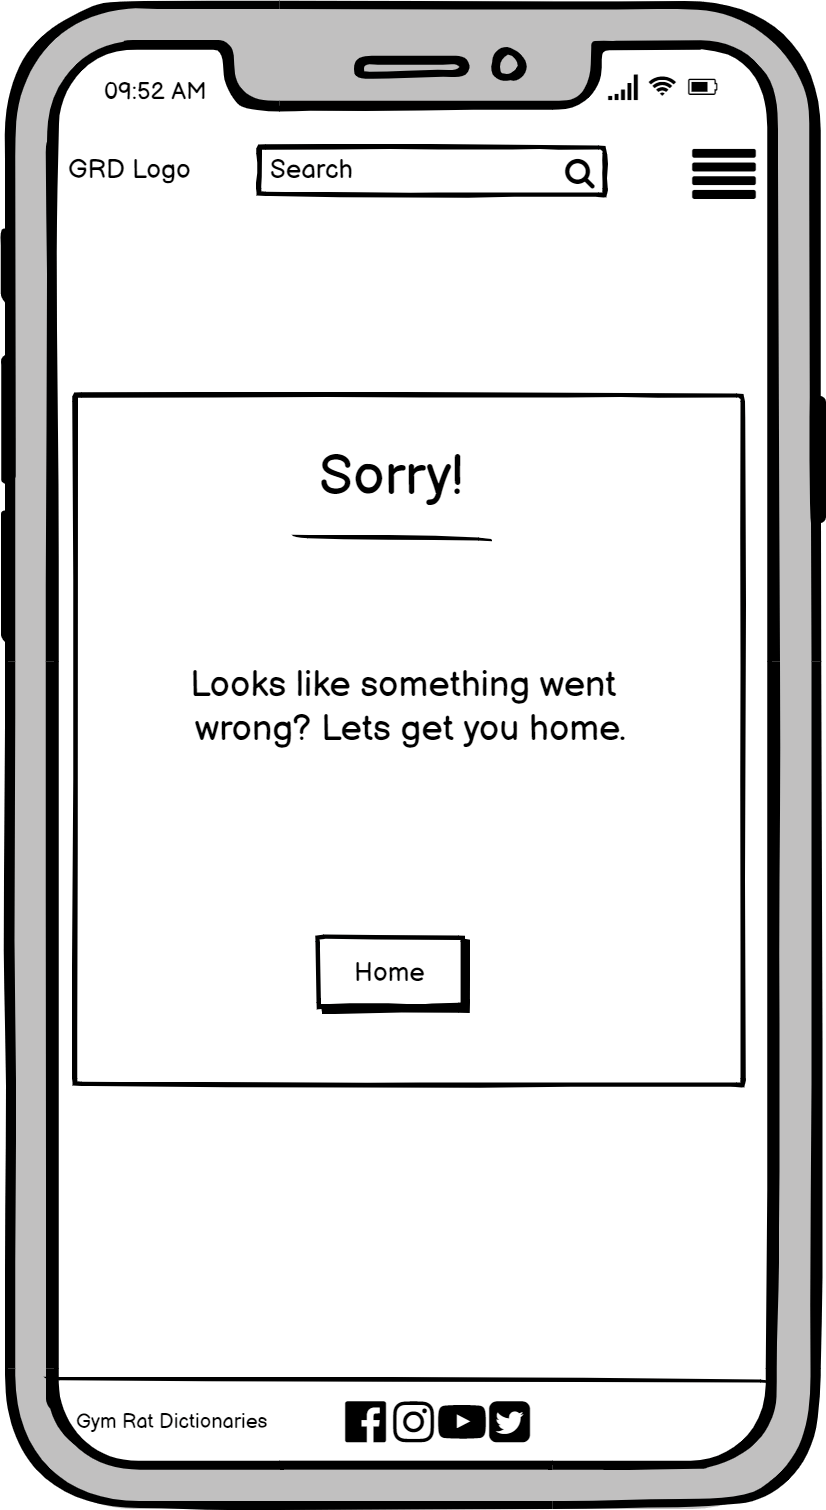 09:52 AM
GRD Logo
Search
Sorry!
Looks like something went
wrong? Lets get you home.
Home
Gym Rat Dictionaries